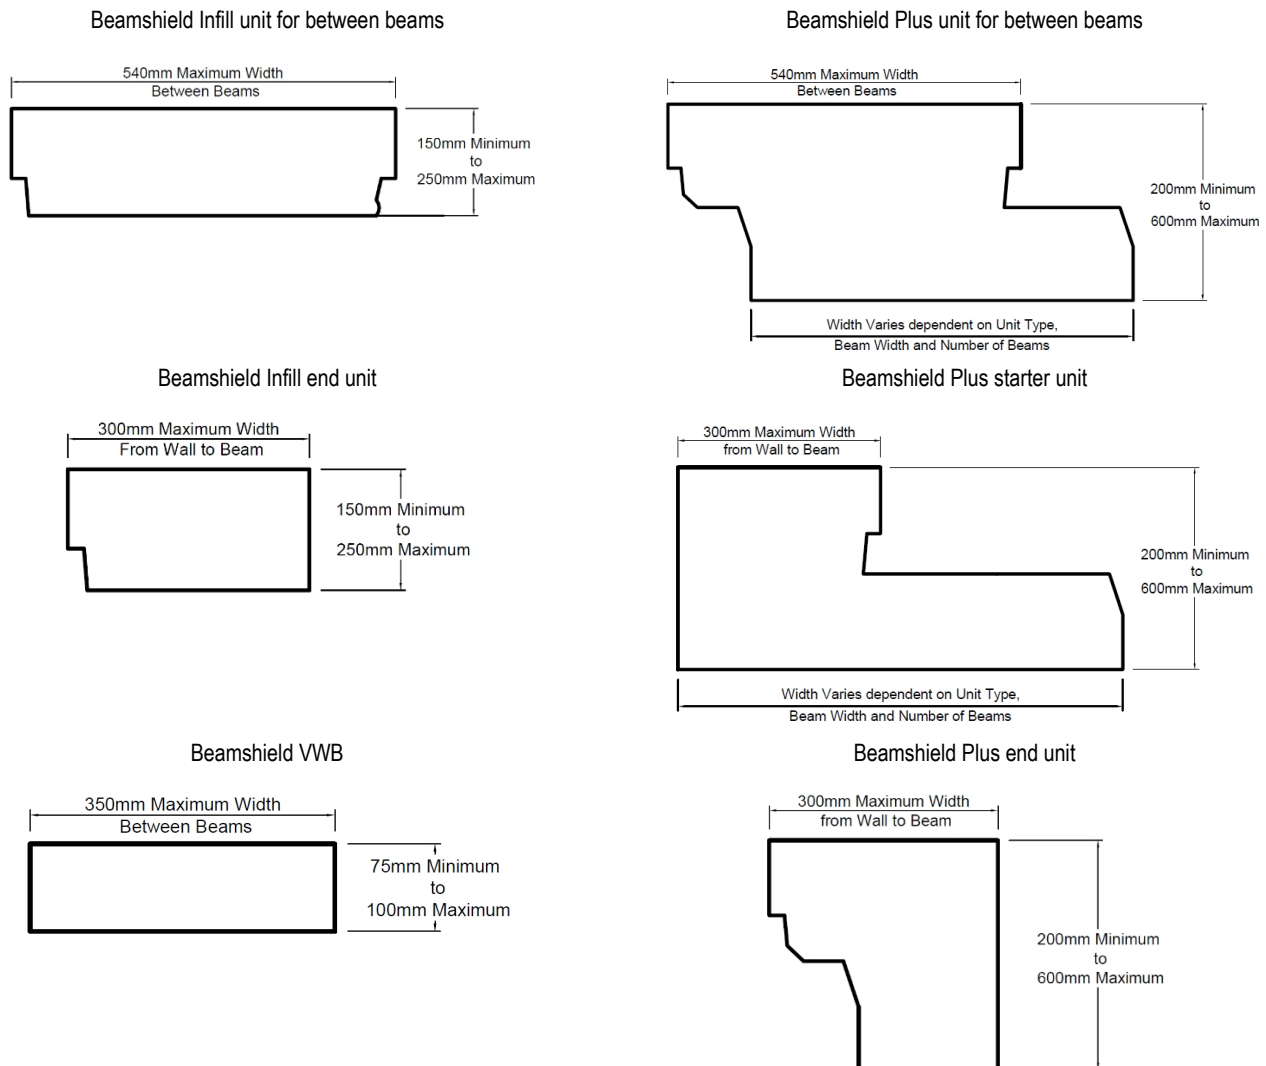 Beamshield Infill unit for between beams
540mm Maximum Width
Between Beams
150mm Minimum
to
250mm Maximum
Beamshield Plus unit for between beams
540mm Maximum Width
Between Beams
200mm Minimum
to
600mm Maximum
Width Varies dependent on Unit Type,
Beam Width and Number of Beams
Beamshield Infill end unit
300mm Maximum Width
From Wall to Beam
150mm Minimum
to
250mm Maximum
Beamshield Plus starter unit
300mm Maximum Width
from Wall to Beam
200mm Minimum
to
600mm Maximum
Width Varies dependent on Unit Type,
Beam Width and Number of Beams
Beamshield VWB
350mm Maximum Width
Between Beams
75mm Minimum
to
100mm Maximum
Beamshield Plus end unit
300mm Maximum Width
from Wall to Beam
200mm Minimum
to
600mm Maximum